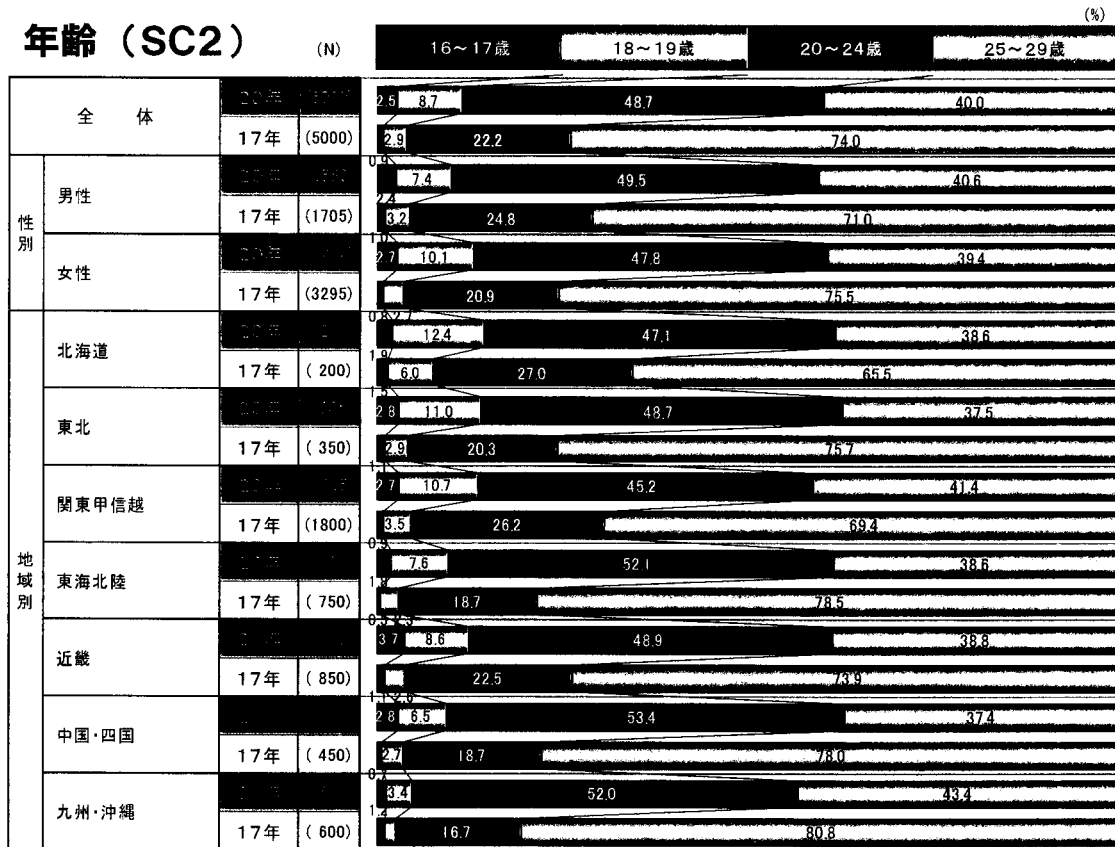 (%)
年齢（SC2） (N) 16～17歳 18～19歳 20～24歳 25～29歳
全 体
2.5 8.7 48.7 40.0
17年 (5000) 2.9 22.2 74.0
0.9
性別
男性
7.4 49.5 40.6
2.4
17年 (1705) 3.2 24.8 71.0
1.0
女性
2.7 10.1 47.8 39.4
17年 (3295) 20.9 75.5
0.8 2.7
地域別
北海道
12.4 47.1 38.6
1.9
17年 ( 200) 6.0 27.0 65.5
1.5
東北
2.8 11.0 48.7 37.5
17年 ( 350) 2.9 20.3 75.7
1.1
関東甲信越
2.7 10.7 45.2 41.4
17年 (1800) 3.5 26.2 69.4
0.9
東海北陸
7.6 52.1 38.6
1.8
17年 ( 750) 18.7 78.5
近畿
3.7 8.6 48.9 38.8
17年 ( 850) 22.5 73.9
1.1 2.6
中国・四国
2.8 6.5 53.4 37.4
17年 ( 450) 2.7 18.7 78.0
九州・沖縄
3.4 52.0 43.4
17年 ( 600) 16.7 80.8